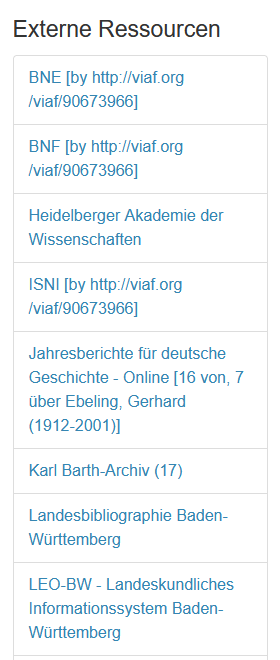 Externe Ressourcen
BNE [by http://viaf.org
/viaf/90673966]
BNF [by http://viaf.org
/viaf/90673966]
Heidelberger Akademie der
Wissenschaften
ISNI [by http://viaf.org
/viaf/90673966]
Jahresberichte für deutsche
Geschichte - Online [16 von, 7
über Ebeling, Gerhard
(1912-2001)]
Karl Barth-Archiv (17)
Landesbibliographie Baden-
Württemberg
LEO-BW - Landeskundliches
Informationssystem Baden-
Württemberg